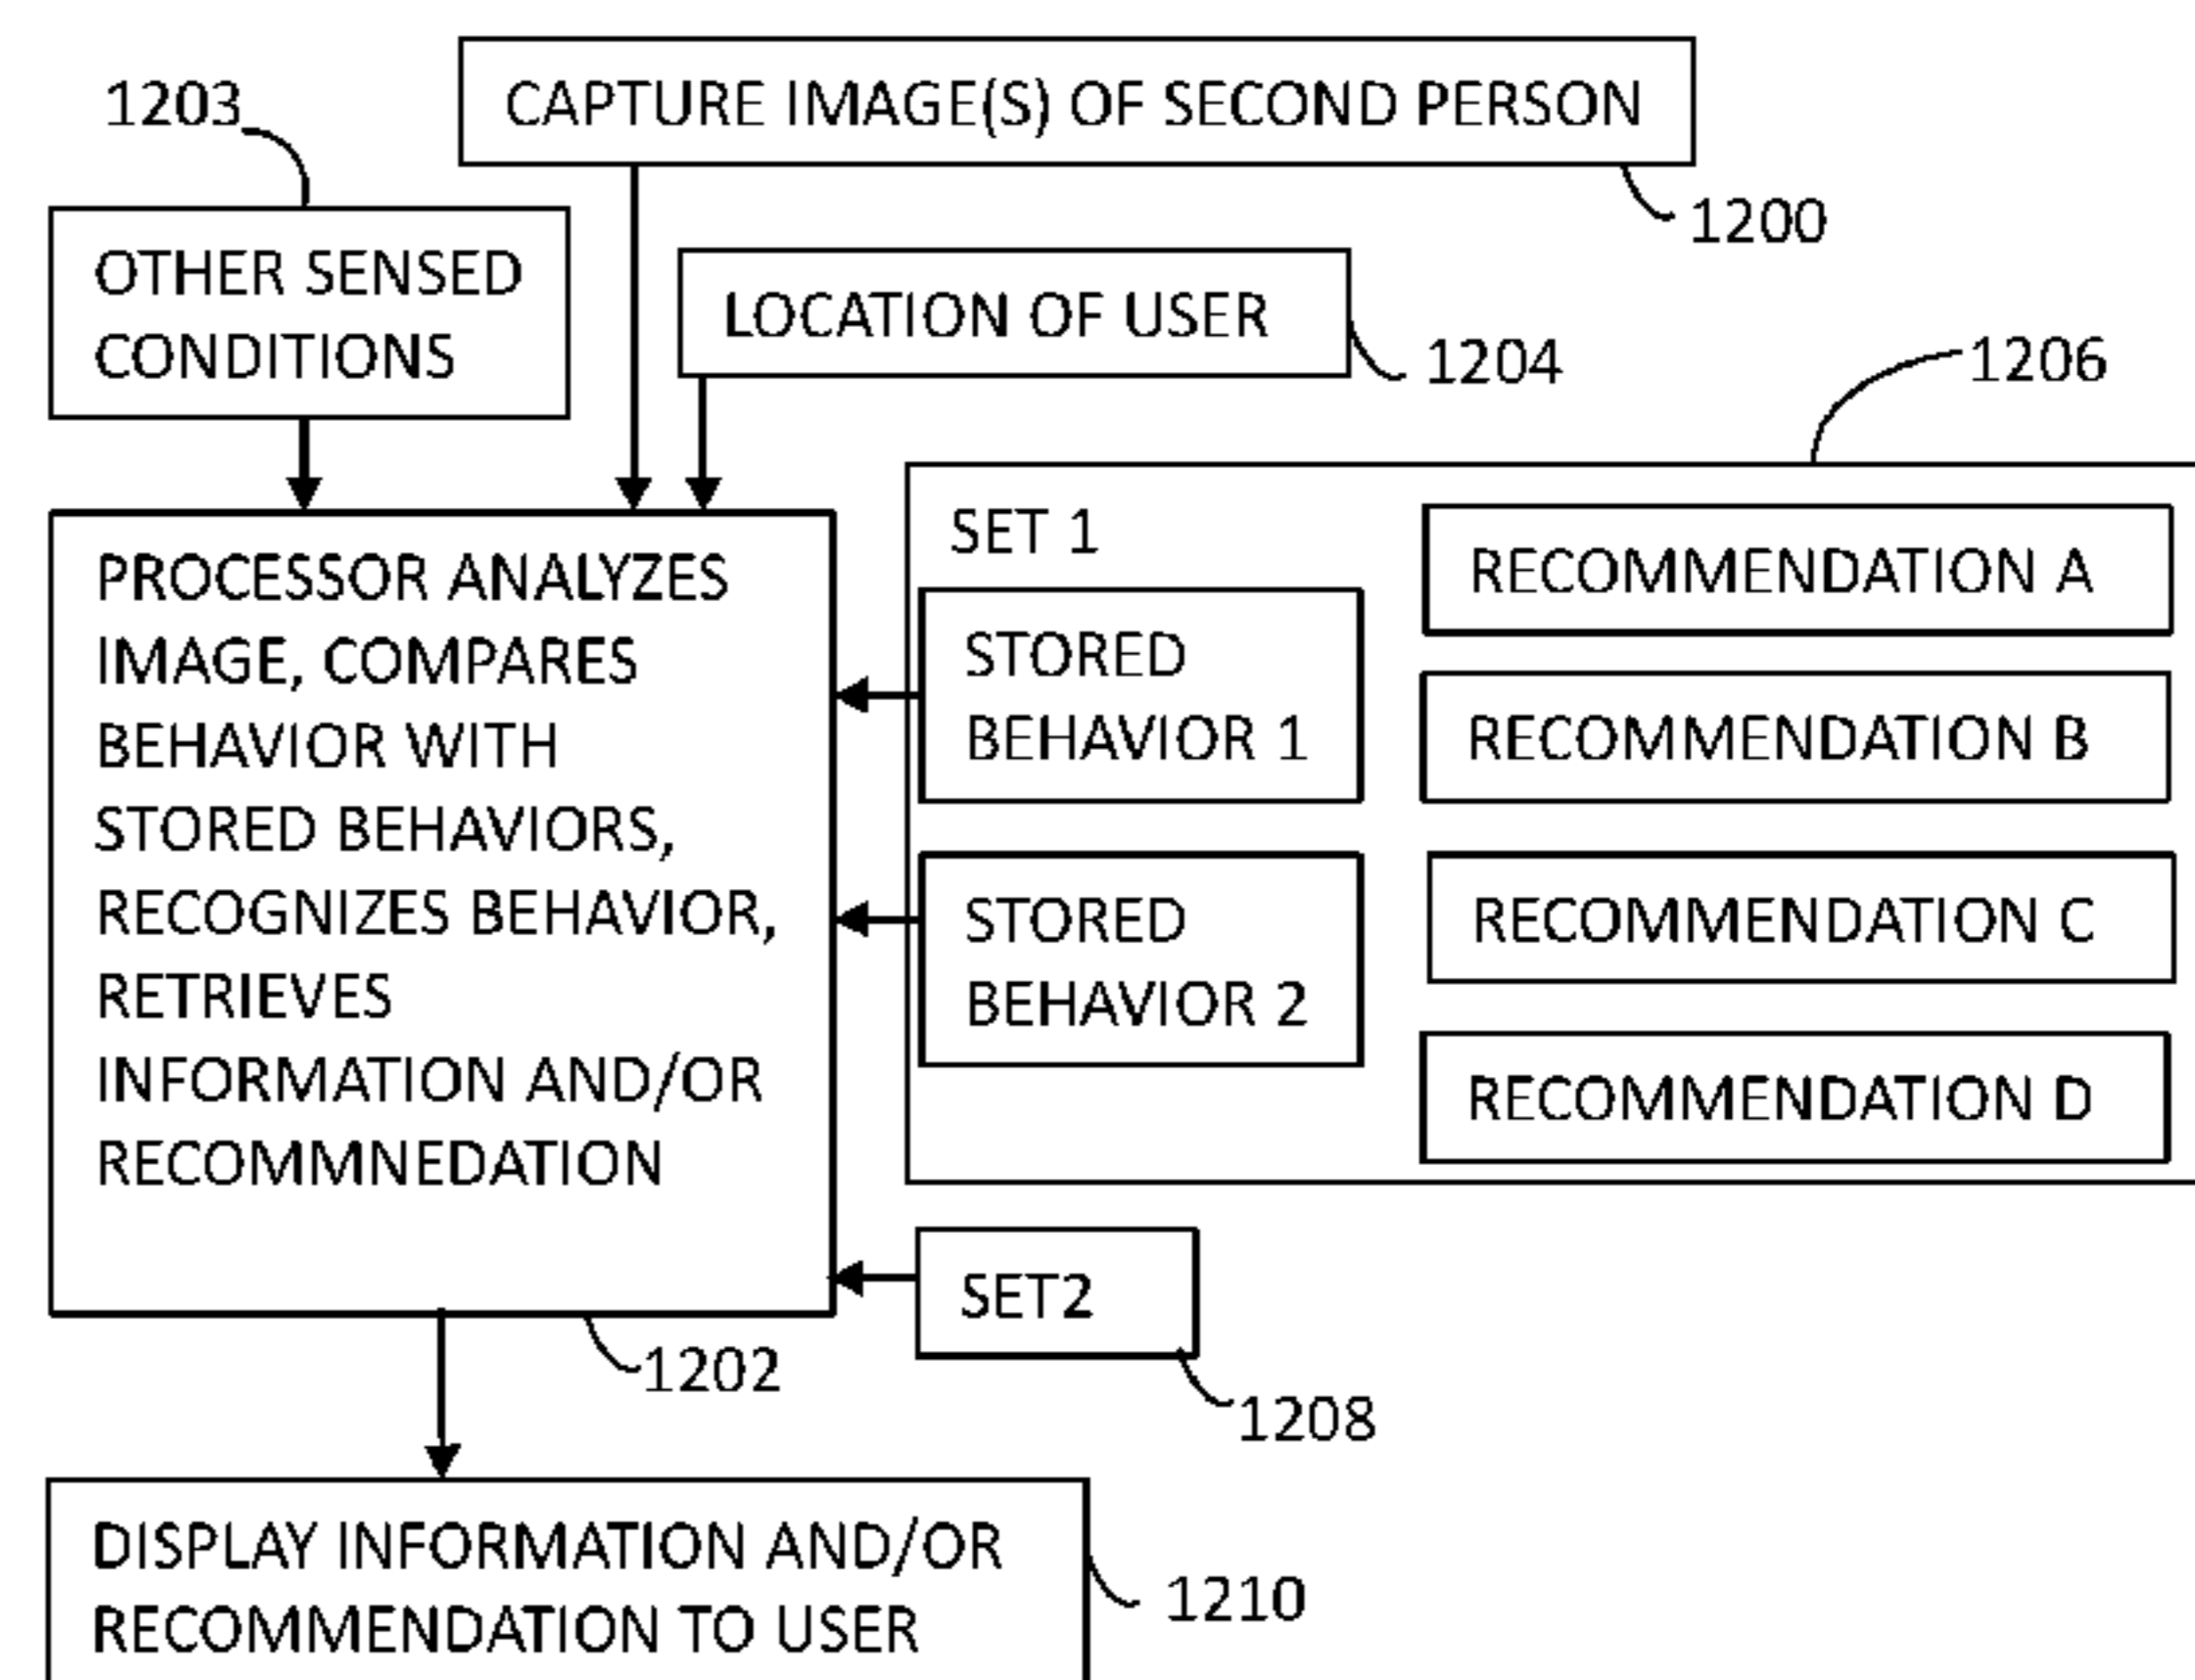 CAPTURE IMAGE(S) OF SECOND PERSON
1203
1200
OTHER SENSED
CONDITIONS
LOCATION OF USER
1204
1206
PROCESSOR ANALYZES
IMAGE, COMPARES
BEHAVIOR WITH
STORED BEHAVIORS,
RECOGNIZES BEHAVIOR,
RETRIEVES
INFORMATION AND/OR
RECOMMNEDATION
SET 1
STORED
BEHAVIOR 1
STORED
BEHAVIOR 2
RECOMMENDATION A
RECOMMENDATION B
RECOMMENDATION C
RECOMMENDATION D
SET2
1202
1208
DISPLAY INFORMATION AND/OR
RECOMMENDATION TO USER
1210